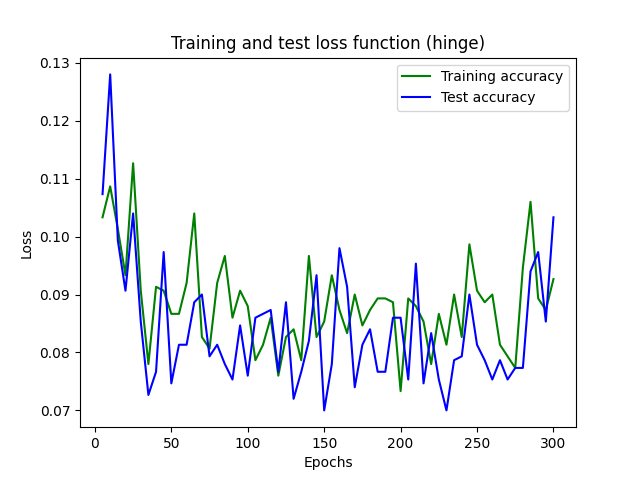 Training and test loss function (hinge)
0.13
0.12
0.11
0.10
0.09
0.08
0.07
Loss
Training accuracy
Test accuracy
0 50 100 150 200 250 300
Epochs